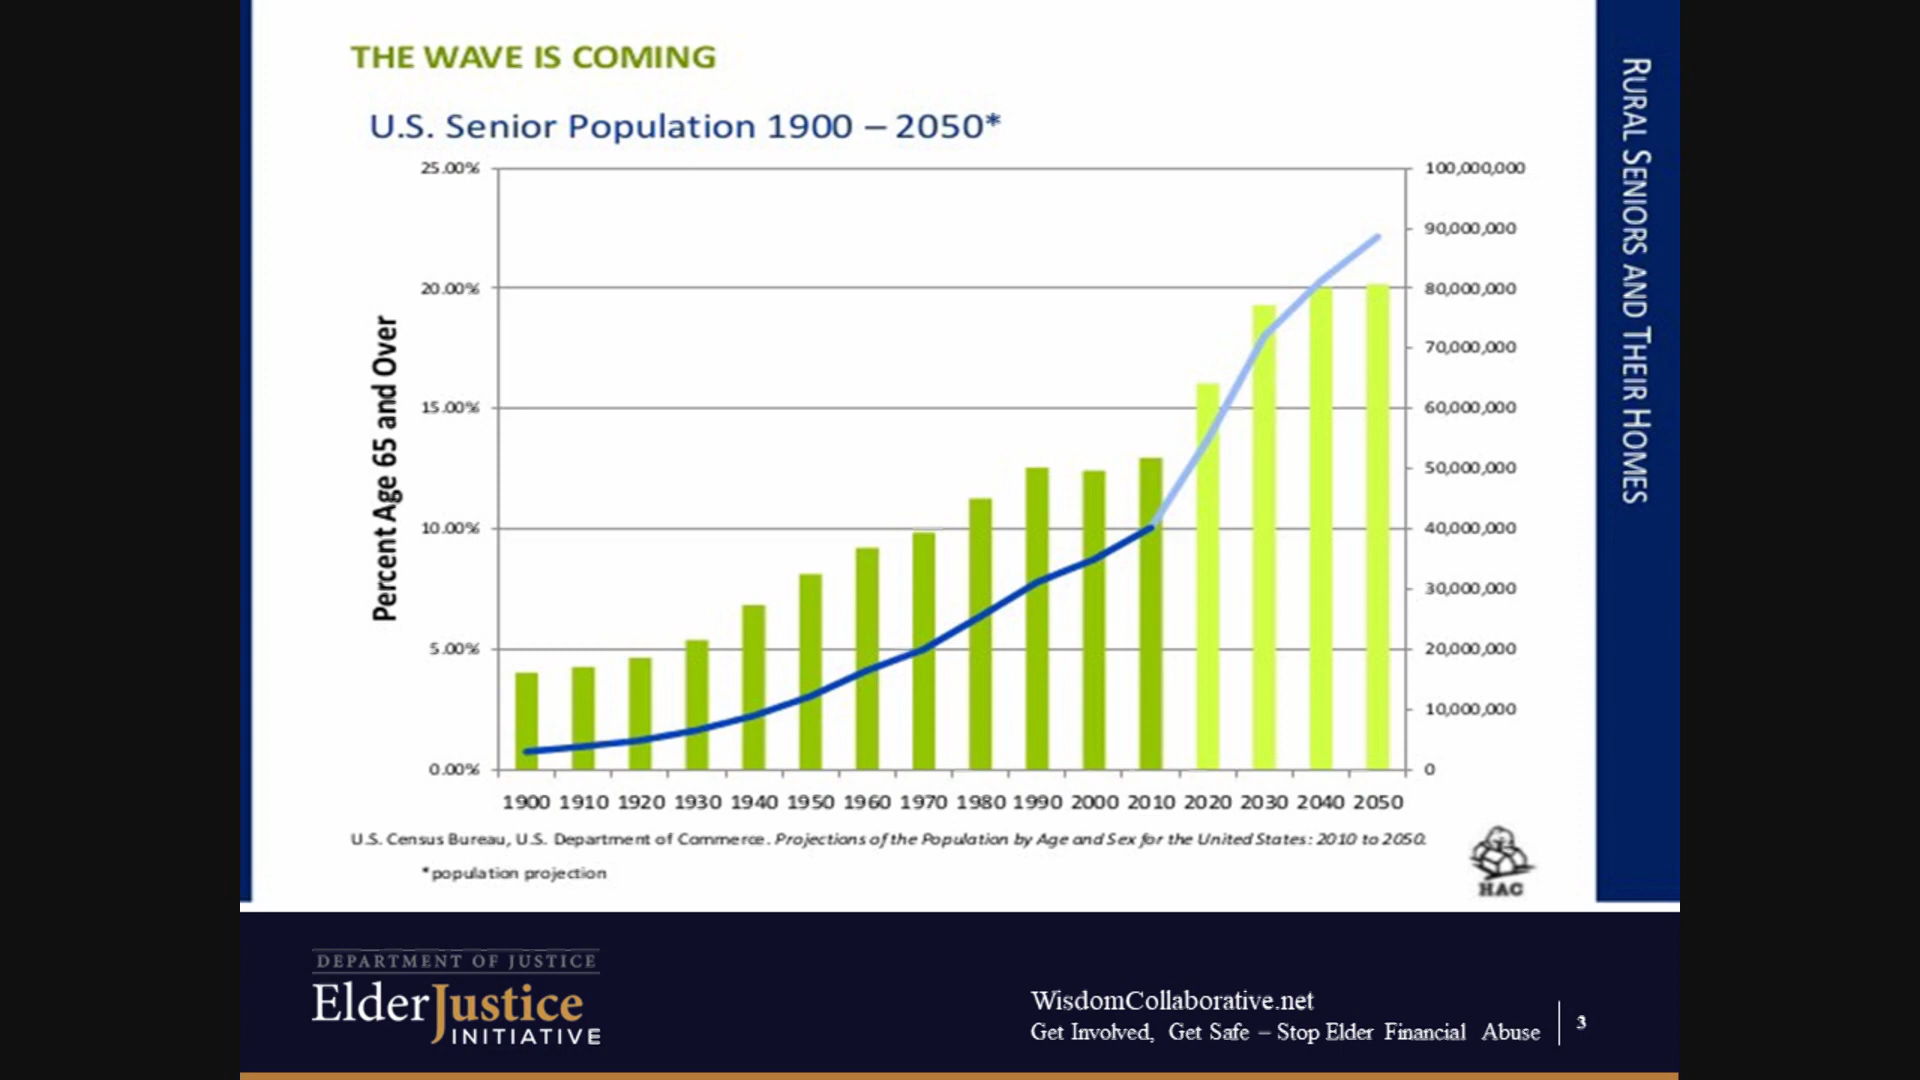 THE WAVE IS COMING
U.S. Senior Population 1900 – 2050*
Percent Age 65 and Over
25.00%
20.00%
15.00%
10.00%
5.00%
0.00%
100,000,000
90,000,000
80,000,000
70,000,000
60,000,000
50,000,000
40,000,000
30,000,000
20,000,000
10,000,000
0
1900 1910 1920 1930 1940 1950 1960 1970 1980 1990 2000 2010 2020 2030 2040 2050
U.S. Census Bureau, U.S. Department of Commerce. Projections of the Population by Age and Sex for the United States: 2010 to 2050.
*population projection
HAC
RURAL SENIORS AND THEIR HOMES
DEPARTMENT OF JUSTICE
ElderJustice
INITIATIVE
WisdomCollaborative.net
Get Involved, Get Safe – Stop Elder Financial Abuse
3